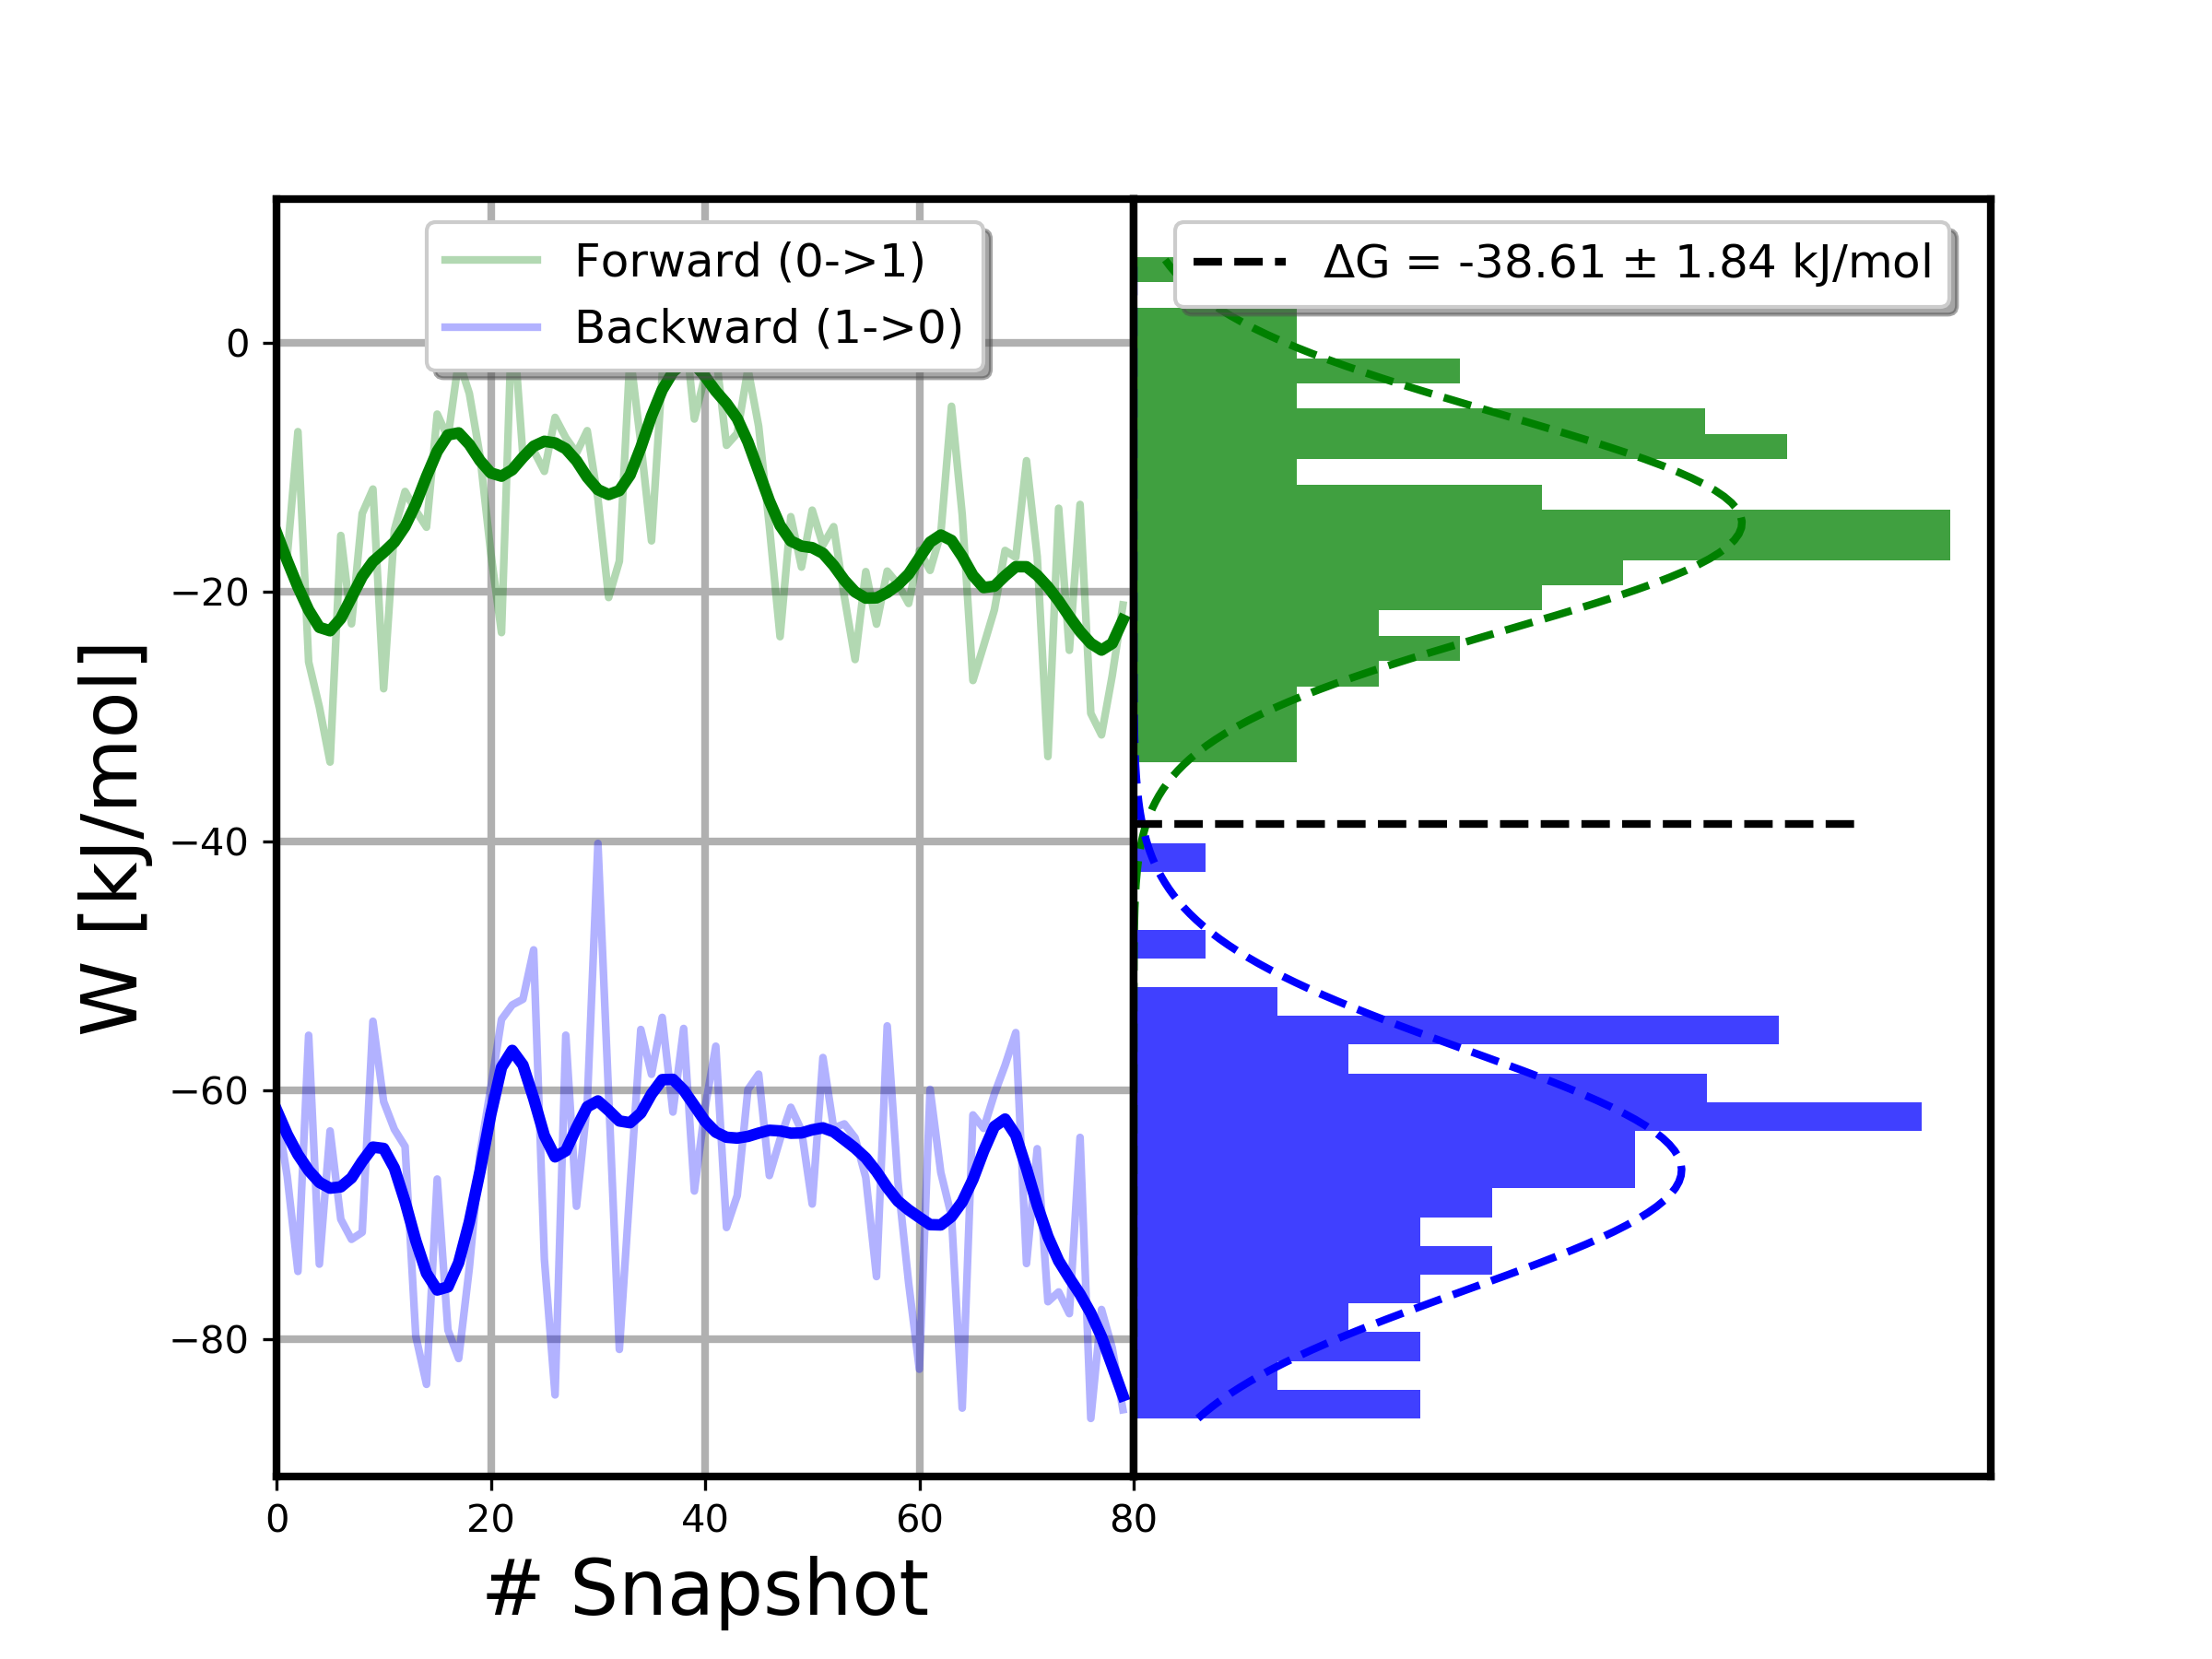 Forward (0->1)
Backward (1->0)
ΔG = -38.61 ± 1.84 kJ/mol
W [kJ/mol]
0
−20
−40
−60
−80
0 20 40 60 80
# Snapshot